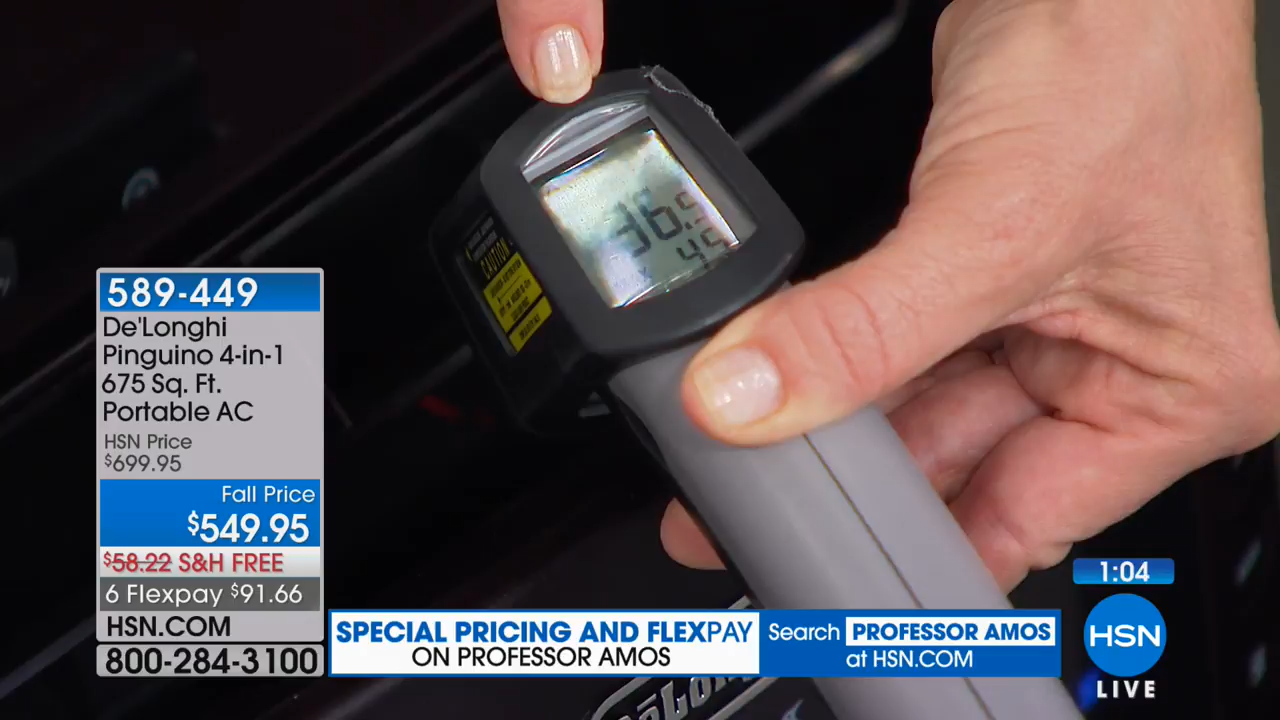 36.5
45
CAUTION
589-449
De'Longhi
Pinguino 4-in-1
675 Sq. Ft.
Portable AC
HSN Price
$699.95
Fall Price
$549.95
$58.22 S&H FREE
6 Flexpay $91.66
HSN.COM
800-284-3100
SPECIAL PRICING AND FLEXPAY
ON PROFESSOR AMOS
Search PROFESSOR AMOS
at HSN.COM
1:04
HSN
LIVE
DeLonghi